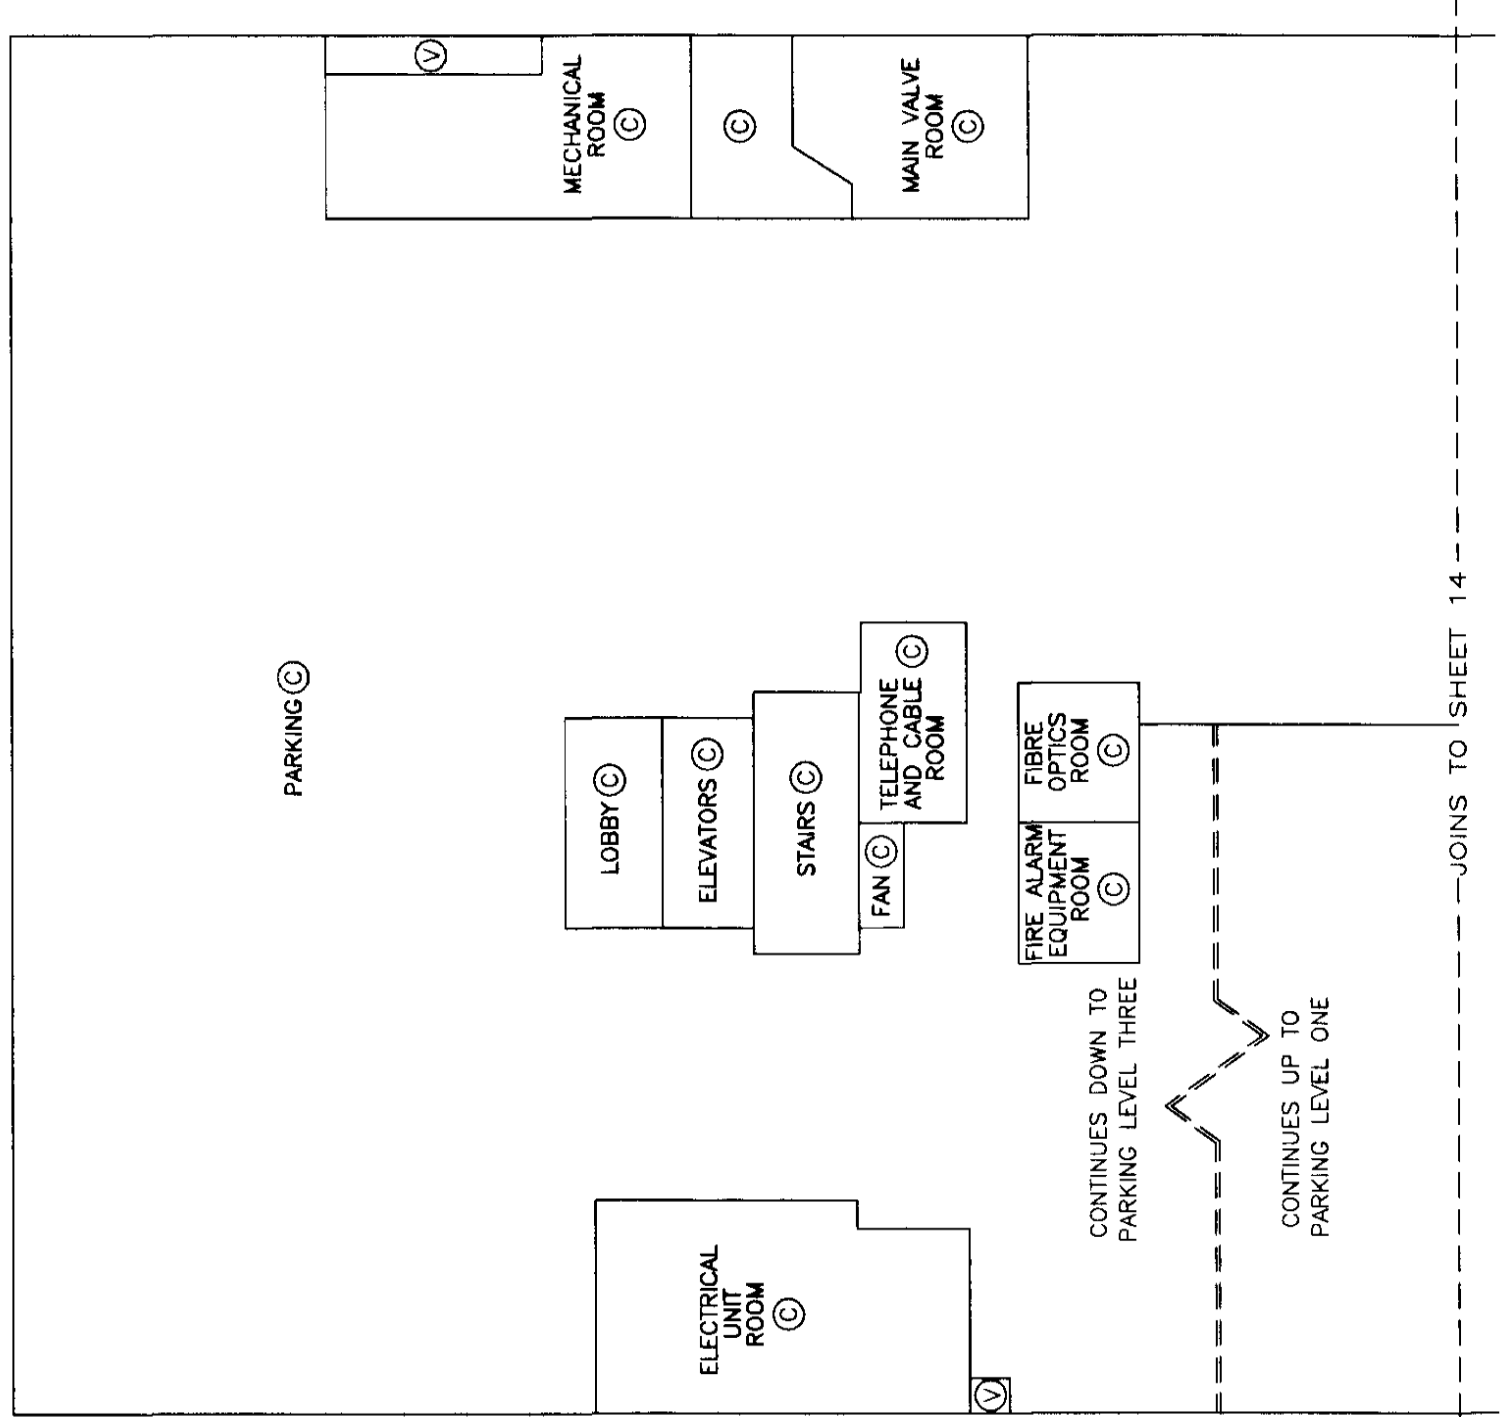 Ⓥ
MECHANICAL
ROOM
Ⓒ
Ⓒ
MAIN VALVE
ROOM
Ⓒ
PARKING Ⓒ
LOBBY Ⓒ
ELEVATORS Ⓒ
STAIRS Ⓒ
TELEPHONE
AND CABLE Ⓒ
ROOM
FAN Ⓒ
FIBRE
OPTICS
ROOM
Ⓒ
FIRE ALARM
EQUIPMENT
ROOM
Ⓒ
ELECTRICAL
UNIT
ROOM
Ⓒ
Ⓥ
CONTINUES DOWN TO
PARKING LEVEL THREE
CONTINUES UP TO
PARKING LEVEL ONE
JOINS TO SHEET 14